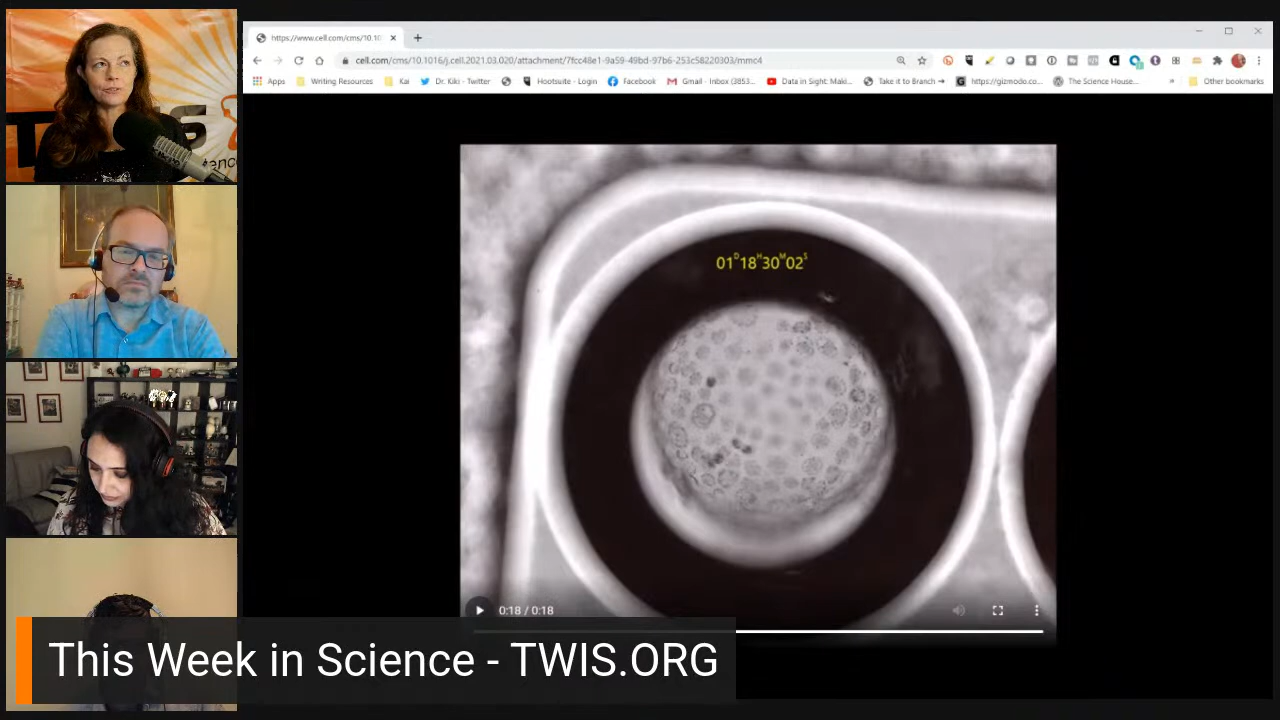 https://www.cell.com/cms/10.10
cell.com/cms/10.1016/j.cell.2021.03.020/attachment/7fcc48e1-9a59-49bd-97b6-253c58220303/mmc4
Apps Writing Resources Kai Dr. Kiki - Twitter Hootsuite - Login Facebook Gmail - Inbox (3853... Data in Sight: Maki... Take it to Branch https://gizmodo.co... The Science House... » Other bookmarks
01D18H30M02S
0:18 / 0:18
This Week in Science - TWIS.ORG